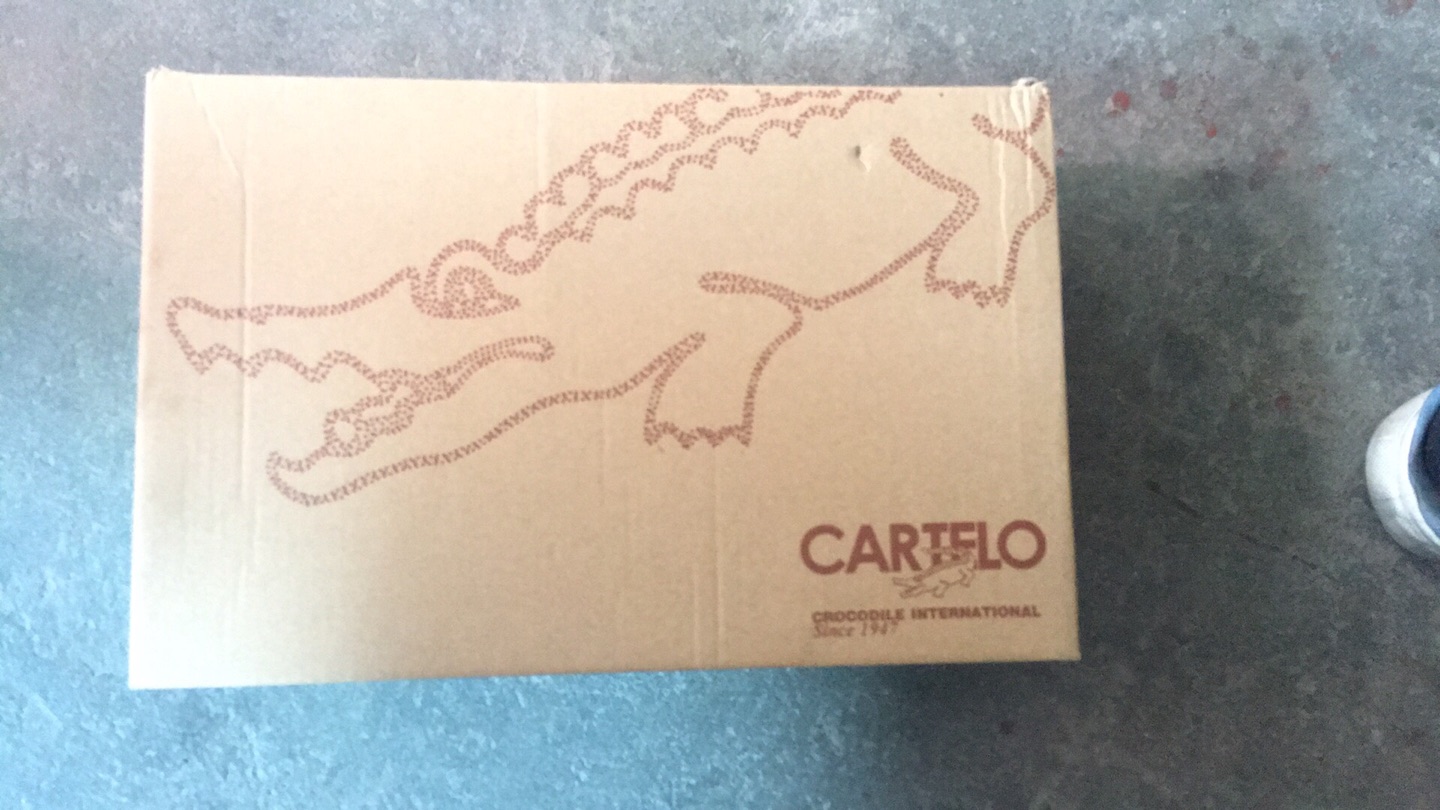 CARTELO
CROCODILE INTERNATIONAL
Since 1947